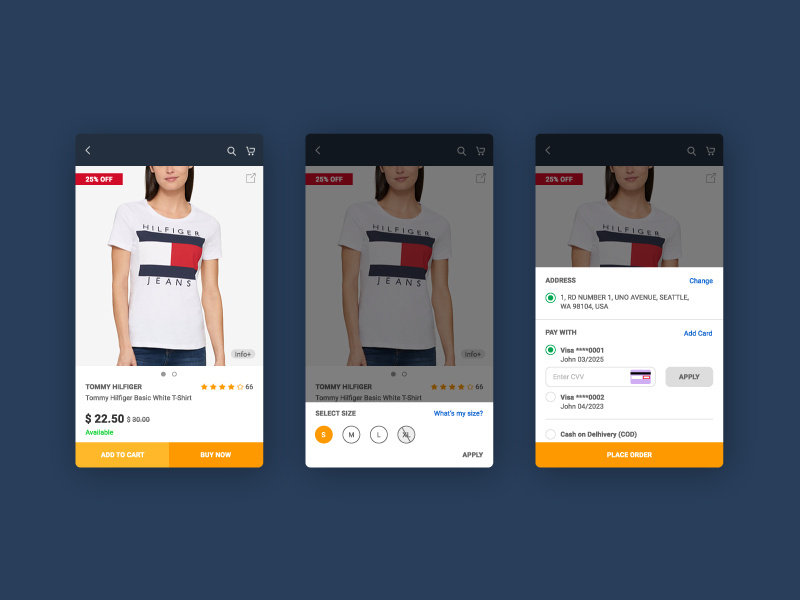 25% OFF
HILFIGER
JEANS
Info+
TOMMY HILFIGER
66
Tommy Hilfiger Basic White T-Shirt
$ 22.50 $ 30.00
Available
ADD TO CART
BUY NOW
25% OFF
HILFIGER
JEANS
Info+
TOMMY HILFIGER
66
Tommy Hilfiger Basic White T-Shirt
SELECT SIZE
What's my size?
S
M
L
XL
APPLY
25% OFF
HILFIGER
ADDRESS
Change
1, RD NUMBER 1, UNO AVENUE, SEATTLE,
WA 98104, USA
PAY WITH
Add Card
Visa ****0001
John 03/2025
Enter CVV
APPLY
Visa ****0002
John 04/2023
Cash on Delhivery (COD)
PLACE ORDER